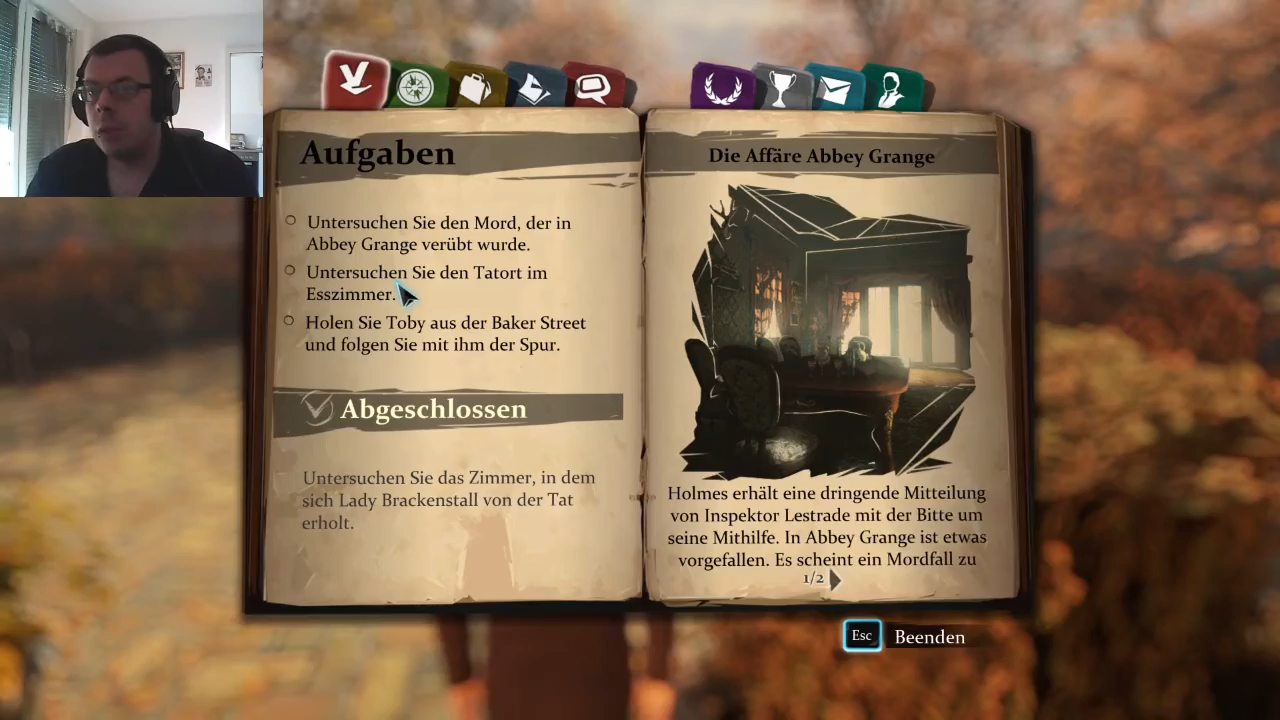 Aufgaben
Untersuchen Sie den Mord, der in
Abbey Grange verübt wurde.
Untersuchen Sie den Tatort im
Esszimmer.
Holen Sie Toby aus der Baker Street
und folgen Sie mit ihm der Spur.
Abgeschlossen
Untersuchen Sie das Zimmer, in dem
sich Lady Brackenstall von der Tat
erholt.
Die Affäre Abbey Grange
Holmes erhält eine dringende Mitteilung
von Inspektor Lestrade mit der Bitte um
seine Mithilfe. In Abbey Grange ist etwas
vorgefallen. Es scheint ein Mordfall zu
1/2
Esc Beenden